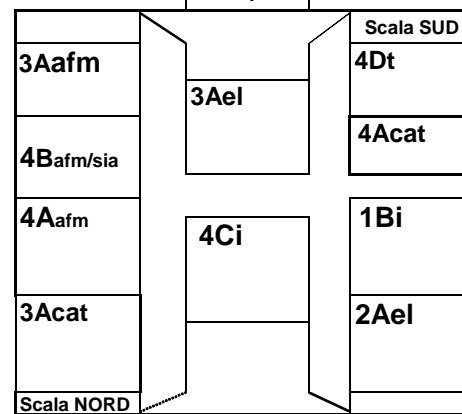 Scala SUD
3Aafm
4Dt
3Ael
4Acat
4Bafm/sia
4Aafm
1Bi
4Ci
3Acat
2Ael
Scala NORD